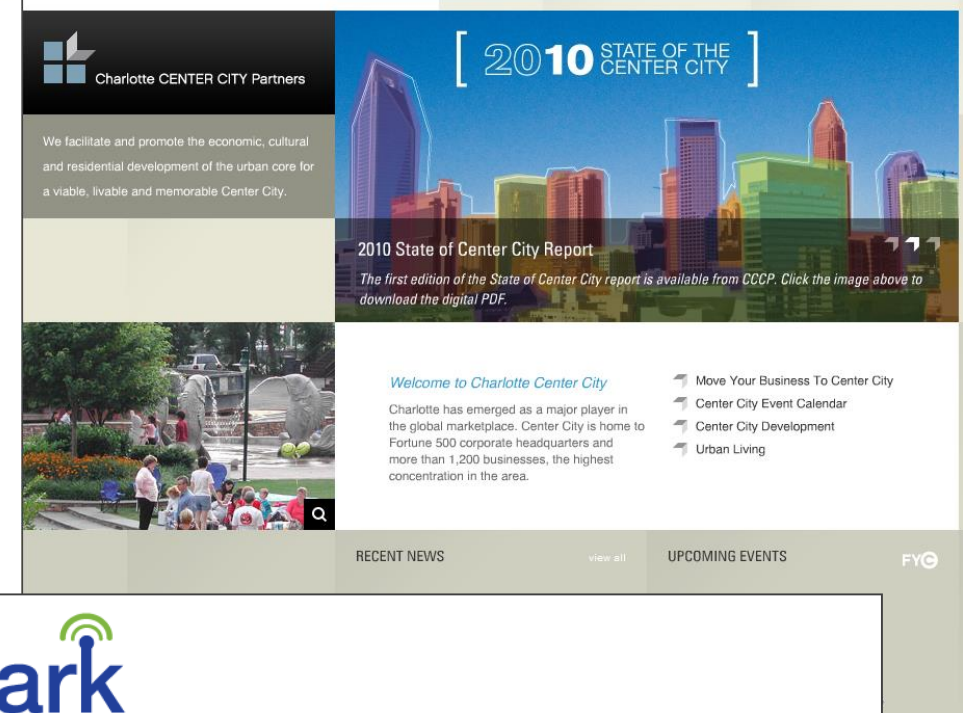 Charlotte CENTER CITY Partners
We facilitate and promote the economic, cultural
and residential development of the urban core for
a viable, livable and memorable Center City.
[ 2010 STATE OF THE
CENTER CITY ]
2010 State of Center City Report
The first edition of the State of Center City report is available from CCCP. Click the image above to
download the digital PDF.
Welcome to Charlotte Center City
Charlotte has emerged as a major player in
the global marketplace. Center City is home to
Fortune 500 corporate headquarters and
more than 1,200 businesses, the highest
concentration in the area.
Move Your Business To Center City
Center City Event Calendar
Center City Development
Urban Living
RECENT NEWS
view all
UPCOMING EVENTS
FYC
ark